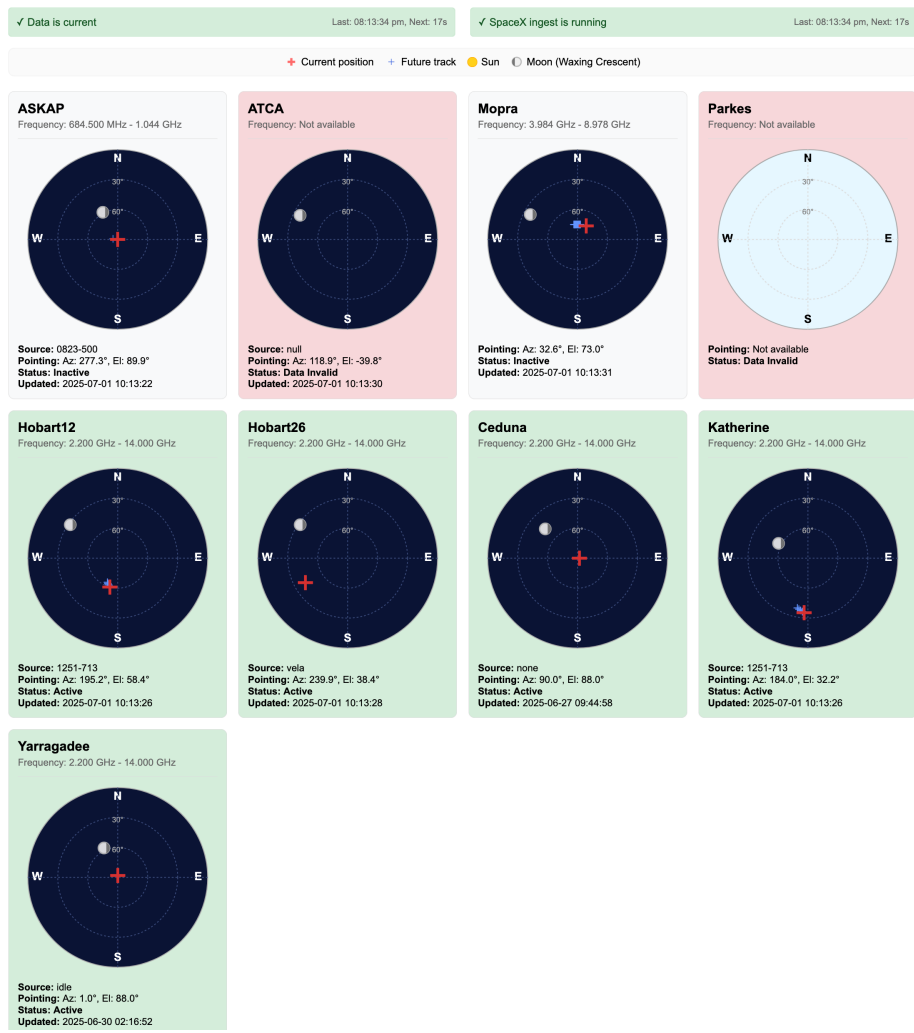 ✓ Data is current Last: 08:13:34 pm, Next: 17s
✓ SpaceX ingest is running Last: 08:13:34 pm, Next: 17s
Current position Future track Sun Moon (Waxing Crescent)
ASKAP
Frequency: 684.500 MHz - 1.044 GHz
N
30°
60°
W E
S
Source: 0823-500
Pointing: Az: 277.3°, El: 89.9°
Status: Inactive
Updated: 2025-07-01 10:13:22
ATCA
Frequency: Not available
N
30°
60°
W E
S
Source: null
Pointing: Az: 118.9°, El: -39.8°
Status: Data Invalid
Updated: 2025-07-01 10:13:30
Mopra
Frequency: 3.984 GHz - 8.978 GHz
N
30°
60°
W E
S
Pointing: Az: 32.6°, El: 73.0°
Status: Inactive
Updated: 2025-07-01 10:13:31
Parkes
Frequency: Not available
N
30°
60°
W E
S
Pointing: Not available
Status: Data Invalid
Hobart12
Frequency: 2.200 GHz - 14.000 GHz
N
30°
60°
W E
S
Source: 1251-713
Pointing: Az: 195.2°, El: 58.4°
Status: Active
Updated: 2025-07-01 10:13:26
Hobart26
Frequency: 2.200 GHz - 14.000 GHz
N
30°
60°
W E
S
Source: vela
Pointing: Az: 239.9°, El: 38.4°
Status: Active
Updated: 2025-07-01 10:13:28
Ceduna
Frequency: 2.200 GHz - 14.000 GHz
N
30°
60°
W E
S
Source: none
Pointing: Az: 90.0°, El: 88.0°
Status: Active
Updated: 2025-06-27 09:44:58
Katherine
Frequency: 2.200 GHz - 14.000 GHz
N
30°
60°
W E
S
Source: 1251-713
Pointing: Az: 184.0°, El: 32.2°
Status: Active
Updated: 2025-07-01 10:13:26
Yarragadee
Frequency: 2.200 GHz - 14.000 GHz
N
30°
60°
W E
S
Source: idle
Pointing: Az: 1.0°, El: 88.0°
Status: Active
Updated: 2025-06-30 02:16:52